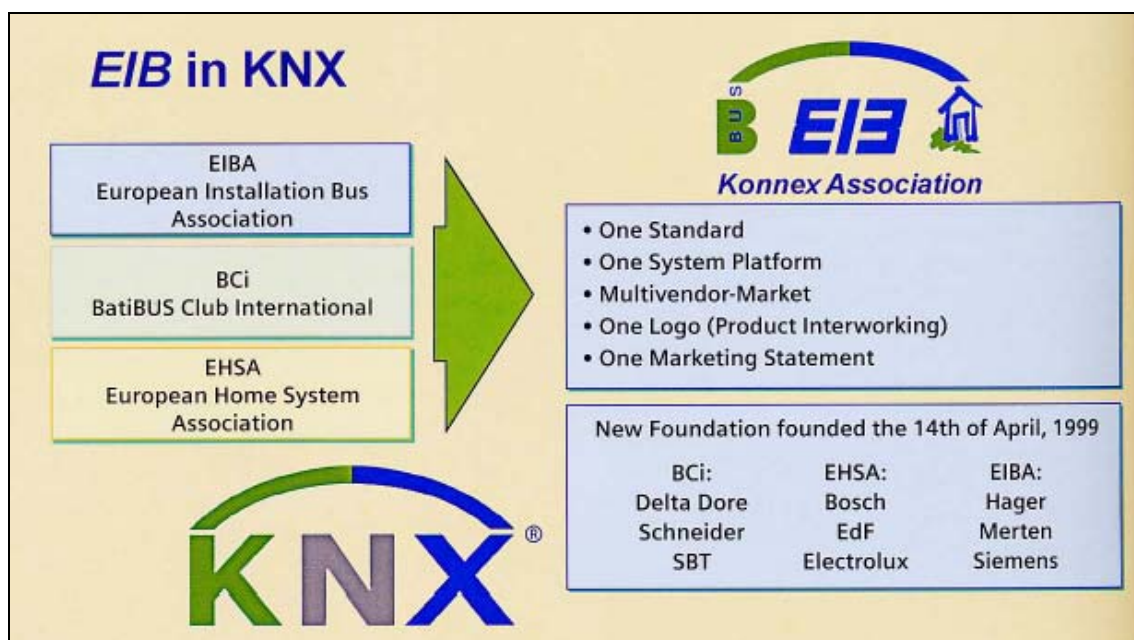 EIB in KNX
EIBA
European Installation Bus
Association
BCi
BatiBUS Club International
EHSA
European Home System
Association
KNX®
BUS
B EIB
Konnex Association
• One Standard
• One System Platform
• Multivendor-Market
• One Logo (Product Interworking)
• One Marketing Statement
New Foundation founded the 14th of April, 1999
BCi: EHSA: EIBA:
Delta Dore Bosch Hager
Schneider EdF Merten
SBT Electrolux Siemens